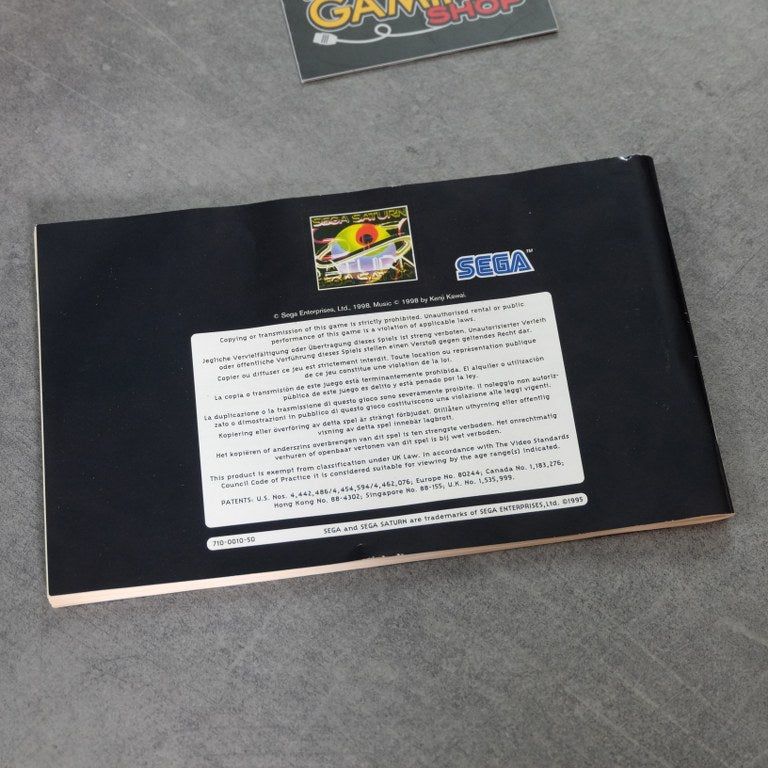 GAMING
SHOP
SEGA SATURN
SEGA™
© Sega Enterprises, Ltd., 1998. Music © 1998 by Kenji Kawai.
Copying or transmission of this game is strictly prohibited. Unauthorised rental or public
performance of this game is a violation of applicable laws.
Jegliche Vervielfältigung oder Übertragung dieses Spiels ist streng verboten. Unautorisierter Verleih
oder öffentliche Vorführung dieses Spiels stellen einen Verstoß gegen geltendes Recht dar.
Copier ou diffuser ce jeu est strictement interdit. Toute location ou représentation publique
de ce jeu constitue une violation de la loi.
La copia o transmisión de este juego está terminantemente prohibida. El alquiler o utilización
pública de este juego es delito y está penado por la ley.
La duplicazione o la trasmissione di questo gioco sono severamente proibite. Il noleggio non autoriz-
zato o dimostrazioni in pubblico di questo gioco costituiscono una violazione alle leggi vigenti.
Kopiering eller överföring av detta spel är strängt förbjudet. Otillåten uthyrning eller offentlig
visning av detta spel innebär lagbrott.
Het kopiëren of anderszins overbrengen van dit spel is ten strengste verboden. Het onrechtmatig
verhuren of openbaar vertonen van dit spel is bij wet verboden.
This product is exempt from classification under UK Law. In accordance with The Video Standards
Council Code of Practice it is considered suitable for viewing by the age range(s) indicated.
PATENTS: U.S. Nos. 4,442,486/4,454,594/4,462,076; Europe No. 80244; Canada No. 1,183,276;
Hong Kong No. 88-4302; Singapore No. 88-155; U.K. No. 1,535,999.
710-0010-50
SEGA and SEGA SATURN are trademarks of SEGA ENTERPRISES, Ltd. ©1995